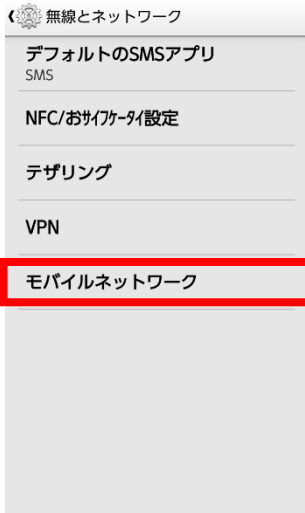 無線とネットワーク
デフォルトのSMSアプリ
SMS
NFC/おサイフケータイ設定
テザリング
VPN
モバイルネットワーク